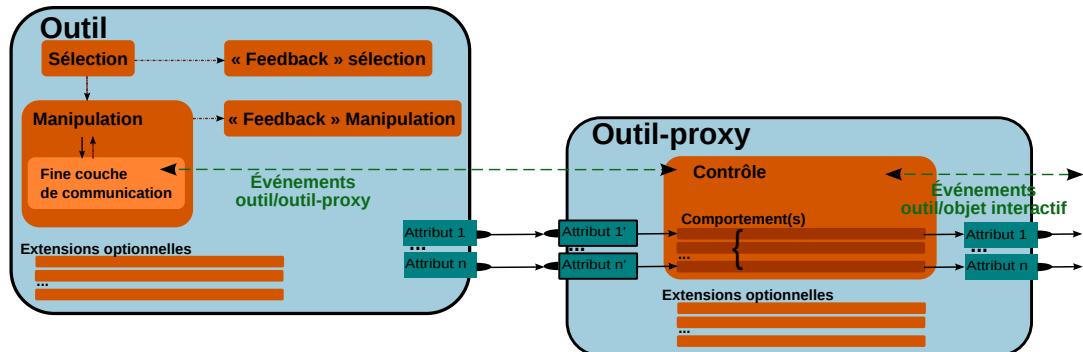 Outil
Sélection
« Feedback » sélection
Manipulation
« Feedback » Manipulation
Fine couche
de communication
Événements
outil/outil-proxy
Extensions optionnelles
...
Attribut 1
...
Attribut n
Outil-proxy
Contrôle
Événements
outil/objet interactif
Attribut 1'
...
Attribut n'
Comportement(s)
{
...
Attribut 1
...
Attribut n
Extensions optionnelles
...